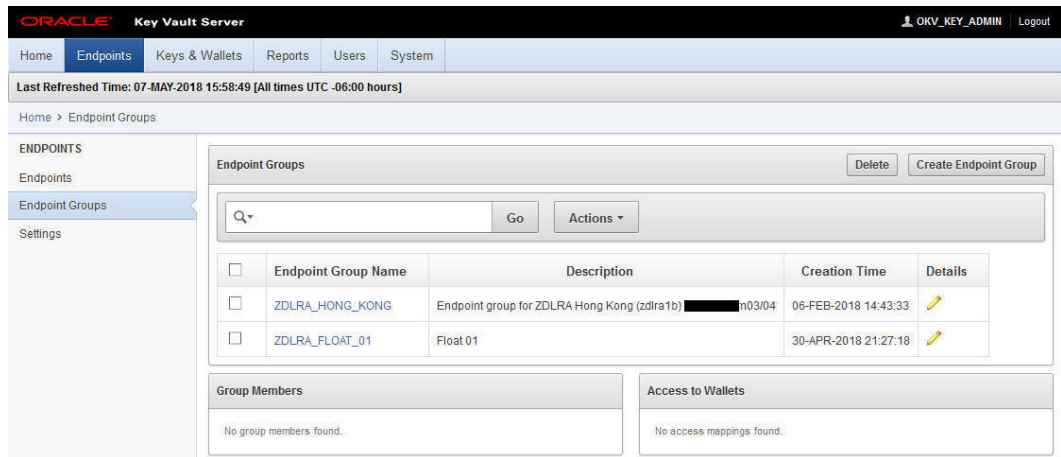 ORACLE Key Vault Server OKV_KEY_ADMIN Logout
Home Endpoints Keys & Wallets Reports Users System
Last Refreshed Time: 07-MAY-2018 15:58:49 [All times UTC -06:00 hours]
Home > Endpoint Groups
ENDPOINTS
Endpoints
Endpoint Groups
Settings
Endpoint Groups Delete Create Endpoint Group
Go Actions
Endpoint Group Name Description Creation Time Details
ZDLRA_HONG_KONG Endpoint group for ZDLRA Hong Kong (zdlra1b) m03/04 06-FEB-2018 14:43:33
ZDLRA_FLOAT_01 Float 01 30-APR-2018 21:27:18
Group Members
No group members found.
Access to Wallets
No access mappings found.